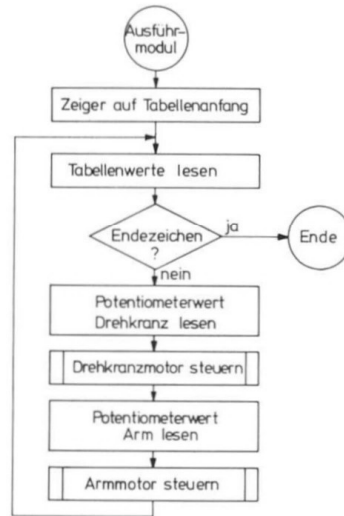 Ausführ-
modul
Zeiger auf Tabellenanfang
Tabellenwerte lesen
Endezeichen
?
ja
Ende
nein
Potentiometerwert
Drehkranz lesen
Drehkranzmotor steuern
Potentiometerwert
Arm lesen
Armmotor steuern